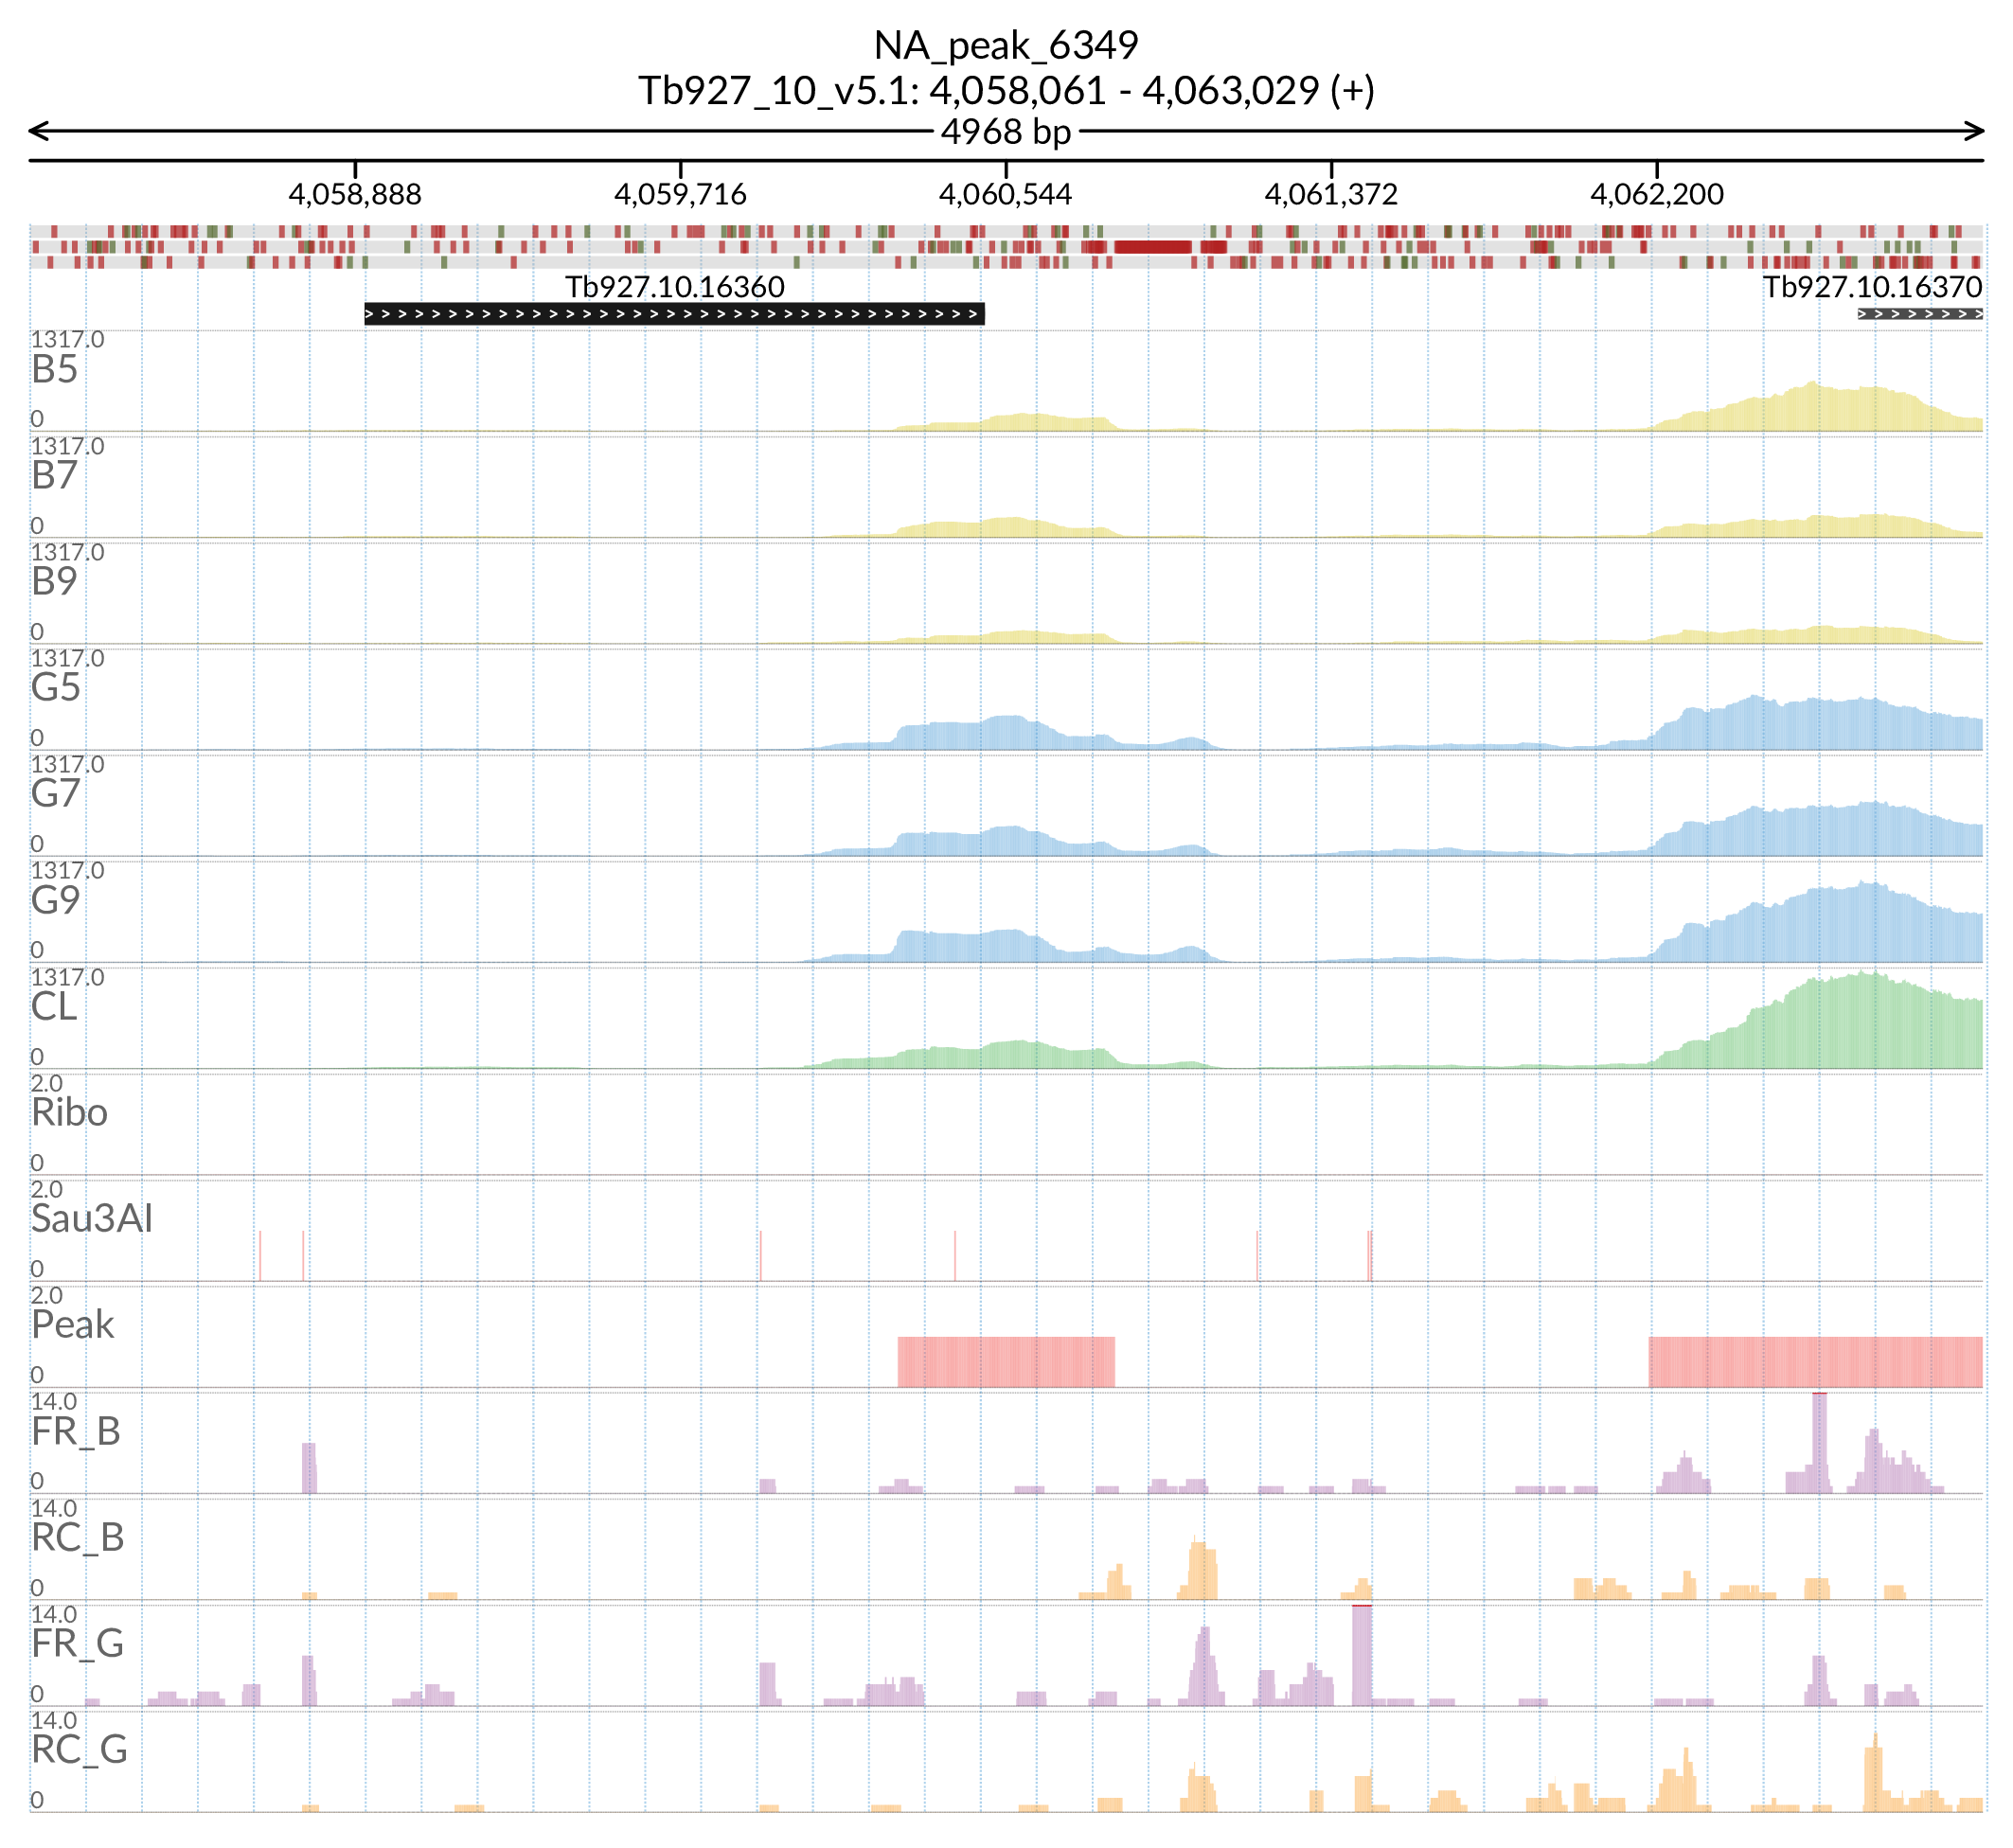 NA_peak_6349
Tb927_10_v5.1: 4,058,061 - 4,063,029 (+)
4968 bp
4,058,888 4,059,716 4,060,544 4,061,372 4,062,200
Tb927.10.16360 Tb927.10.16370
1317.0
B5
0
1317.0
B7
0
1317.0
B9
0
1317.0
G5
0
1317.0
G7
0
1317.0
G9
0
1317.0
CL
0
2.0
Ribo
0
2.0
Sau3AI
0
2.0
Peak
0
14.0
FR_B
0
14.0
RC_B
0
14.0
FR_G
0
14.0
RC_G
0